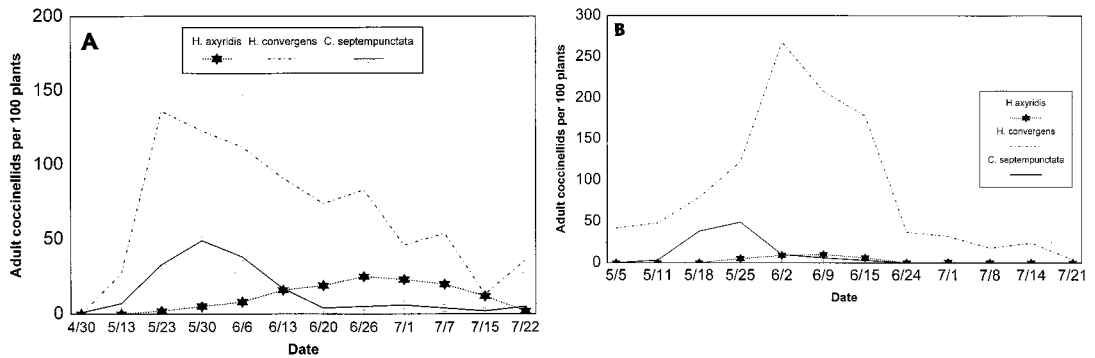 A
H. axyridis H. convergens C. septempunctata
Adult coccinellids per 100 plants
200
150
100
50
0
4/30 5/13 5/23 5/30 6/6 6/13 6/20 6/26 7/1 7/7 7/15 7/22
Date
B
H.axyridis
H. convergens
C. septempunctata
Adult coccinellids per 100 plants
300
250
200
150
100
50
0
5/5 5/11 5/18 5/25 6/2 6/9 6/15 6/24 7/1 7/8 7/14 7/21
Date